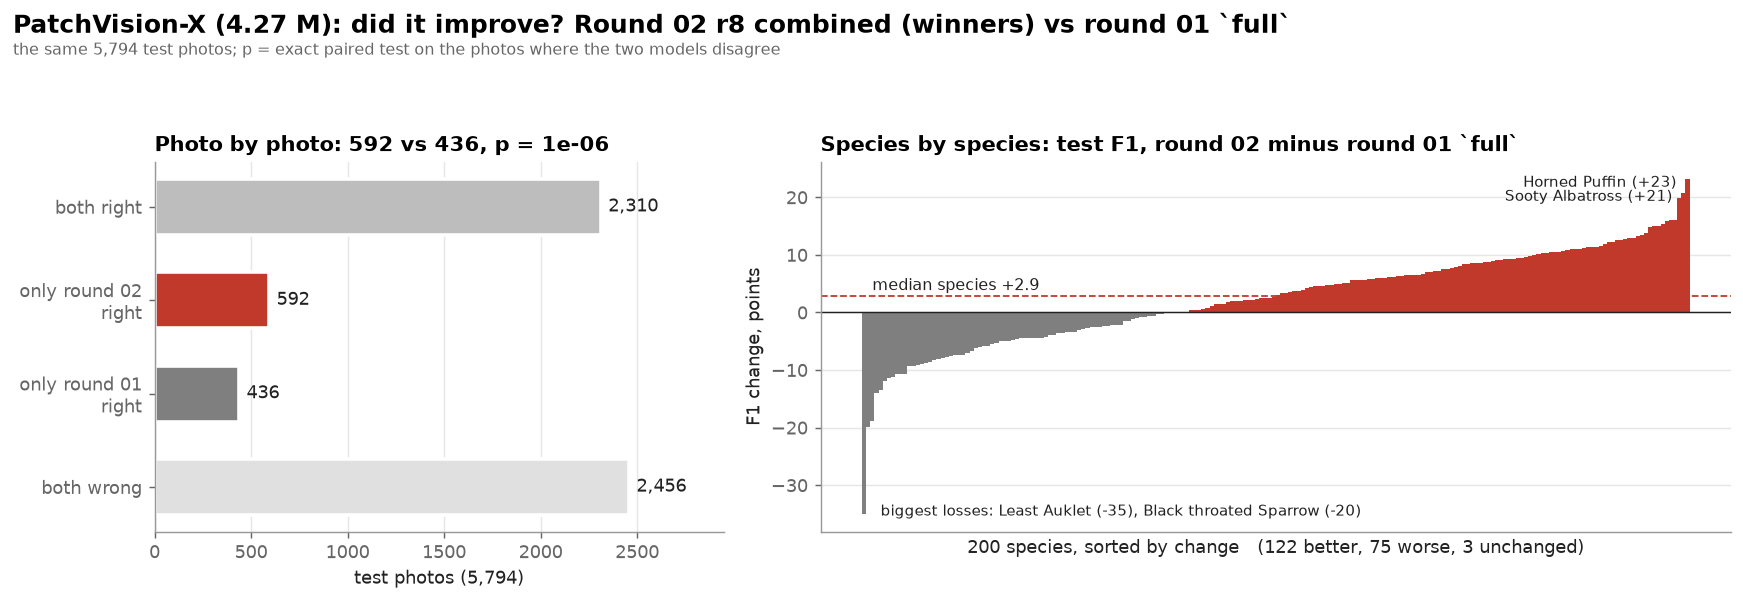 PatchVision-X (4.27 M): did it improve? Round 02 r8 combined (winners) vs round 01 `full`
the same 5,794 test photos; p = exact paired test on the photos where the two models disagree
Photo by photo: 592 vs 436, p = 1e-06
both right
2,310
only round 02
right
592
only round 01
right
436
both wrong
2,456
0
500
1000
1500
2000
2500
test photos (5,794)
Species by species: test F1, round 02 minus round 01 `full`
F1 change, points
20
10
0
−10
−20
−30
Horned Puffin (+23)
Sooty Albatross (+21)
median species +2.9
biggest losses: Least Auklet (-35), Black throated Sparrow (-20)
200 species, sorted by change (122 better, 75 worse, 3 unchanged)